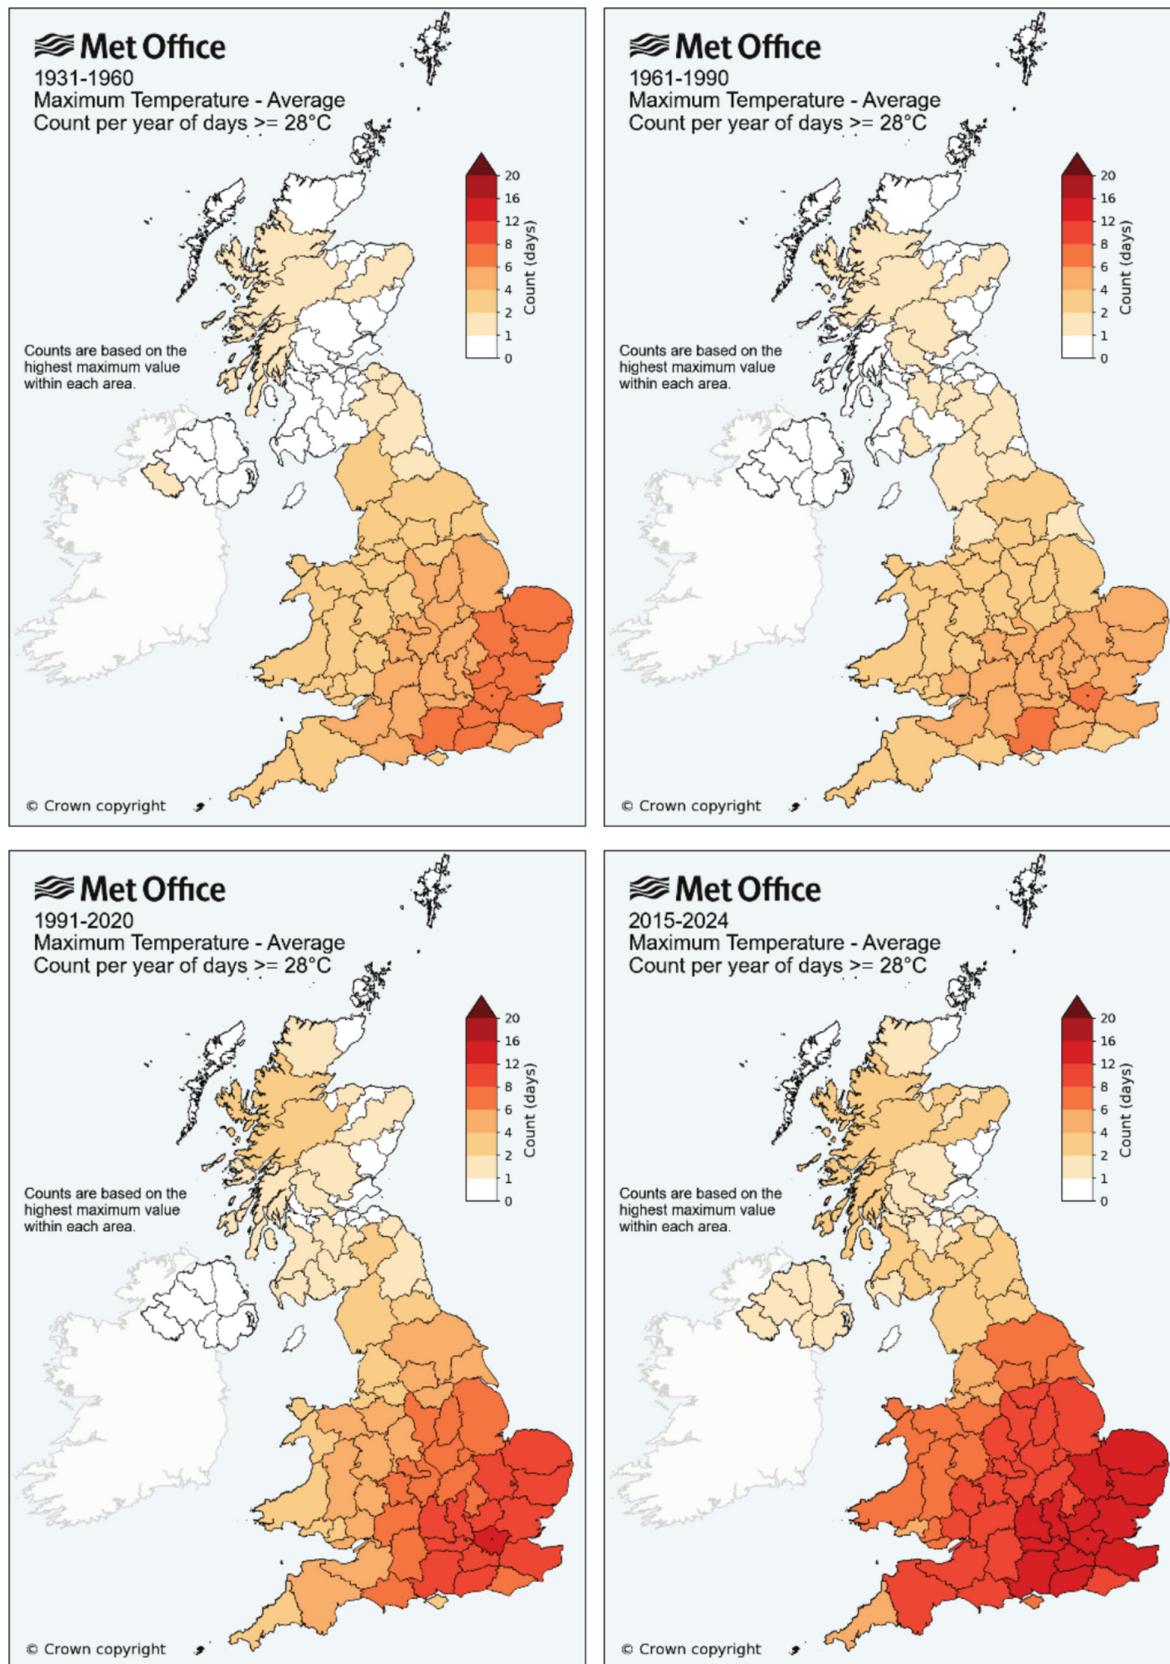 Met Office
1931-1960
Maximum Temperature - Average
Count per year of days >= 28°C
20
16
12
8
6
4
2
1
0
Count (days)
Counts are based on the
highest maximum value
within each area.
© Crown copyright
Met Office
1961-1990
Maximum Temperature - Average
Count per year of days >= 28°C
20
16
12
8
6
4
2
1
0
Count (days)
Counts are based on the
highest maximum value
within each area.
© Crown copyright
Met Office
1991-2020
Maximum Temperature - Average
Count per year of days >= 28°C
20
16
12
8
6
4
2
1
0
Count (days)
Counts are based on the
highest maximum value
within each area.
© Crown copyright
Met Office
2015-2024
Maximum Temperature - Average
Count per year of days >= 28°C
20
16
12
8
6
4
2
1
0
Count (days)
Counts are based on the
highest maximum value
within each area.
© Crown copyright